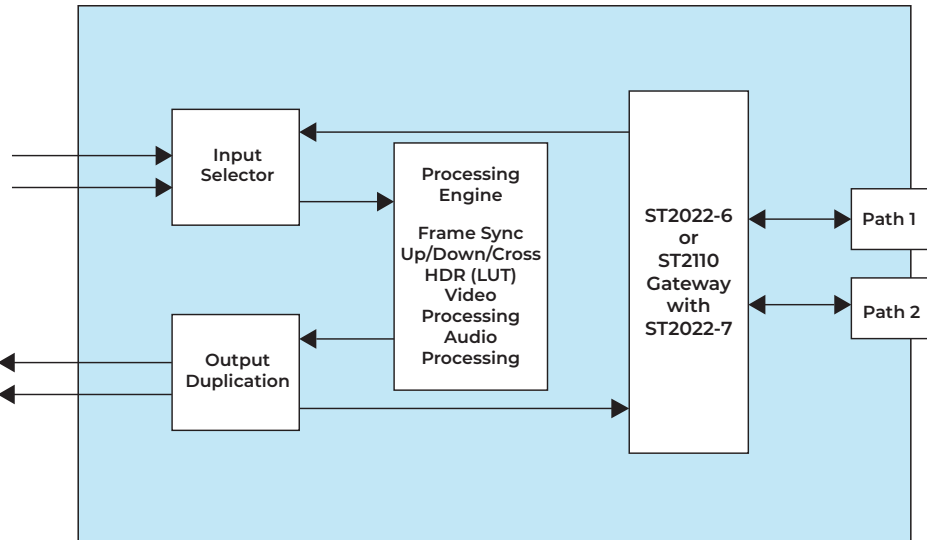 Input
Selector
Processing
Engine
Frame Sync
Up/Down/Cross
HDR (LUT)
Video
Processing
Audio
Processing
Output
Duplication
ST2022-6
or
ST2110
Gateway
with
ST2022-7
Path 1
Path 2